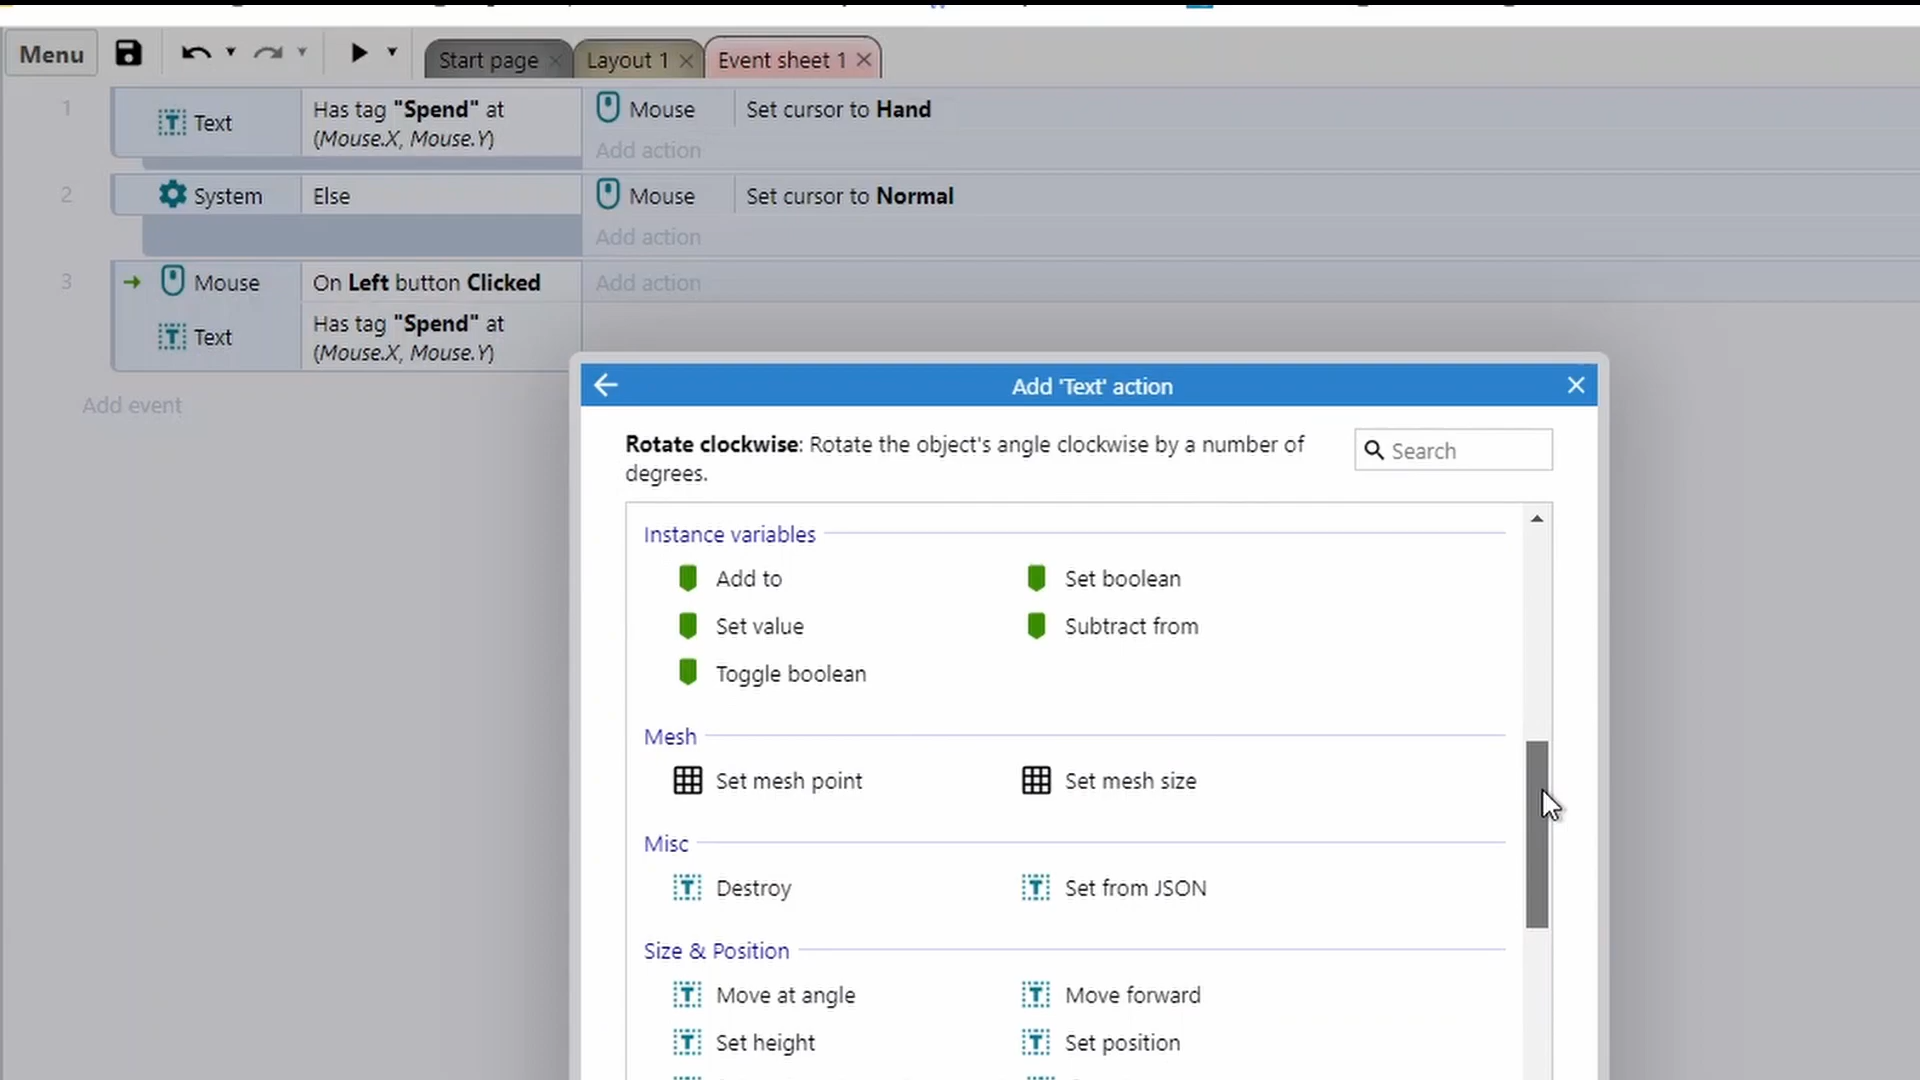 Menu
Start page
Layout 1
Event sheet 1
1
Text
Has tag "Spend" at
(Mouse.X, Mouse.Y)
Mouse
Set cursor to Hand
Add action
2
System
Else
Mouse
Set cursor to Normal
Add action
3
Mouse
On Left button Clicked
Add action
Text
Has tag "Spend" at
(Mouse.X, Mouse.Y)
Add event
Add 'Text' action
Rotate clockwise: Rotate the object's angle clockwise by a number of
degrees.
Search
Instance variables
Add to
Set boolean
Set value
Subtract from
Toggle boolean
Mesh
Set mesh point
Set mesh size
Misc
Destroy
Set from JSON
Size & Position
Move at angle
Move forward
Set height
Set position